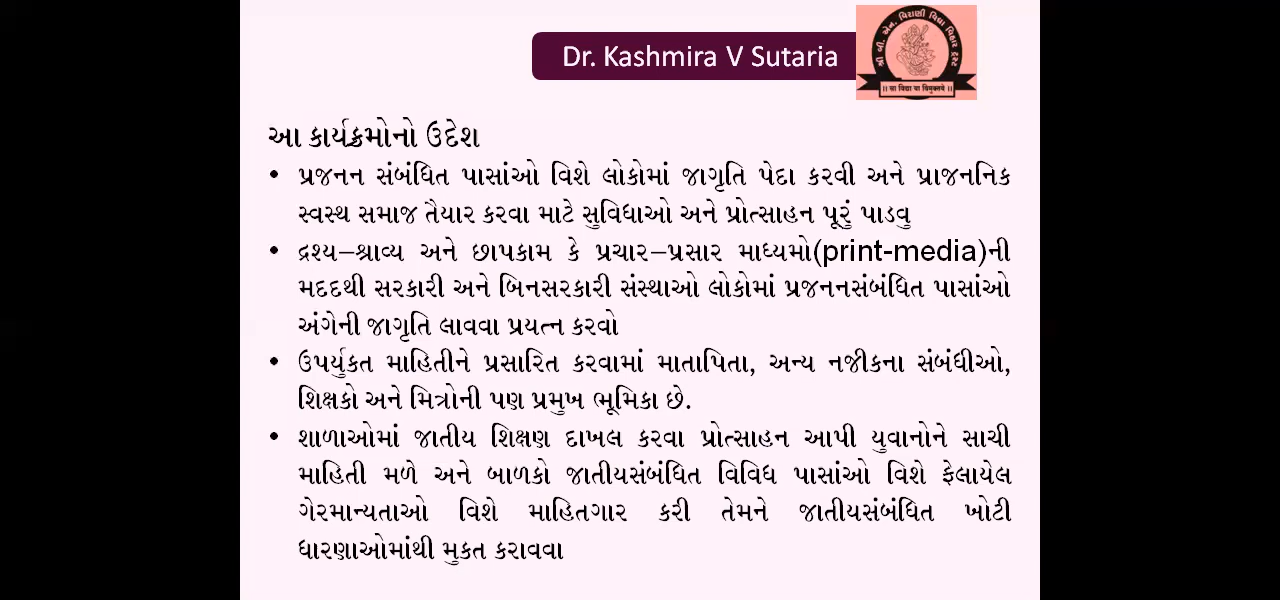 Dr. Kashmira V Sutaria
શ્રી વી. એન. વિરાણી વિદ્યા વિહાર ટ્રસ્ટ
।। सा विद्या या विमुक्तये ।।
આ કાર્યક્રમોનો ઉદેશ
• પ્રજનન સંબંધિત પાસાંઓ વિશે લોકોમાં જાગૃતિ પેદા કરવી અને પ્રાજનનિક
સ્વસ્થ સમાજ તૈયાર કરવા માટે સુવિધાઓ અને પ્રોત્સાહન પૂરું પાડવુ
• દ્રશ્ય–શ્રાવ્ય અને છાપકામ કે પ્રચાર–પ્રસાર માધ્યમો(print-media)ની
મદદથી સરકારી અને બિનસરકારી સંસ્થાઓ લોકોમાં પ્રજનનસંબંધિત પાસાંઓ
અંગેની જાગૃતિ લાવવા પ્રયત્ન કરવો
• ઉપર્યુકત માહિતીને પ્રસારિત કરવામાં માતાપિતા, અન્ય નજીકના સંબંધીઓ,
શિક્ષકો અને મિત્રોની પણ પ્રમુખ ભૂમિકા છે.
• શાળાઓમાં જાતીય શિક્ષણ દાખલ કરવા પ્રોત્સાહન આપી યુવાનોને સાચી
માહિતી મળે અને બાળકો જાતીયસંબંધિત વિવિધ પાસાંઓ વિશે ફેલાયેલ
ગેરમાન્યતાઓ વિશે માહિતગાર કરી તેમને જાતીયસંબંધિત ખોટી
ધારણાઓમાંથી મુકત કરાવવા